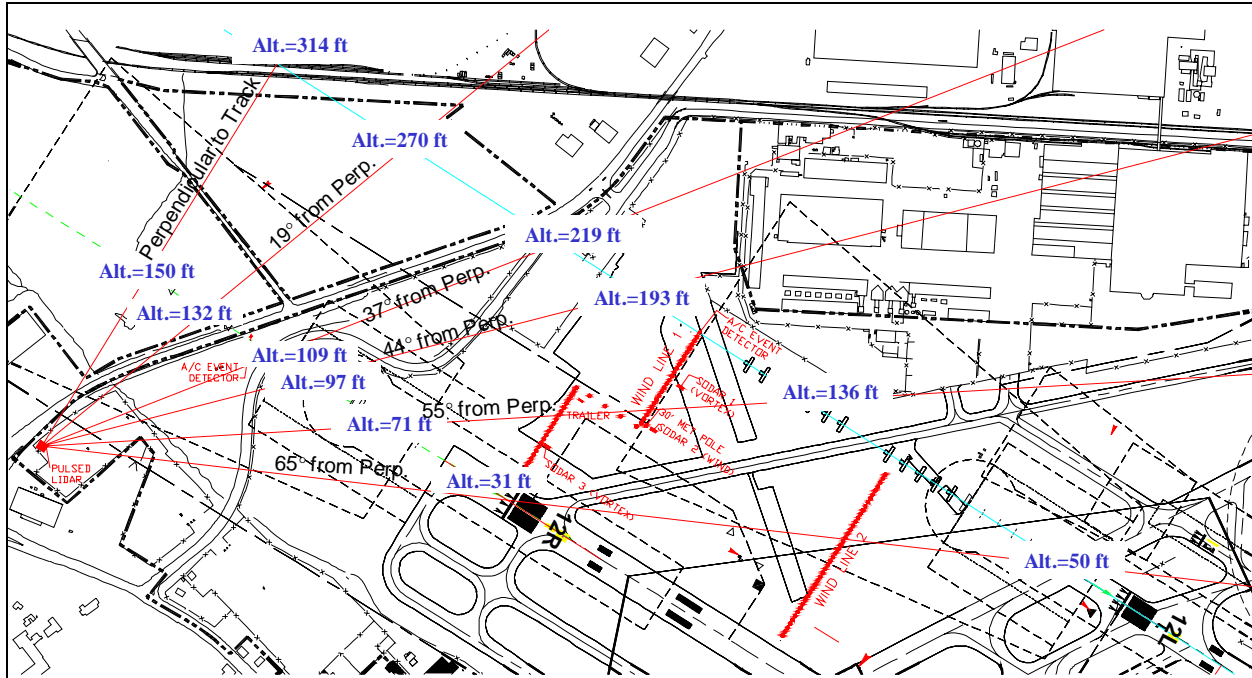 Alt.=314 ft
Alt.=270 ft
Perpendicular to Track
19° from Perp.
Alt.=219 ft
Alt.=150 ft
Alt.=132 ft
37° from Perp.
Alt.=193 ft
44° from Perp.
A/C EVENT
DETECTOR
Alt.=109 ft
A/C EVENT
DETECTOR
Alt.=97 ft
WIND LINE 1
SODAR 1
(VORTEX)
Alt.=136 ft
55° from Perp.
TRAILER
30' MET POLE
SODAR 2 (WIND)
Alt.=71 ft
65° from Perp.
PULSED
LIDAR
Alt.=31 ft
SODAR 3 (VORTEX)
12R
WIND LINE 2
Alt.=50 ft
12L